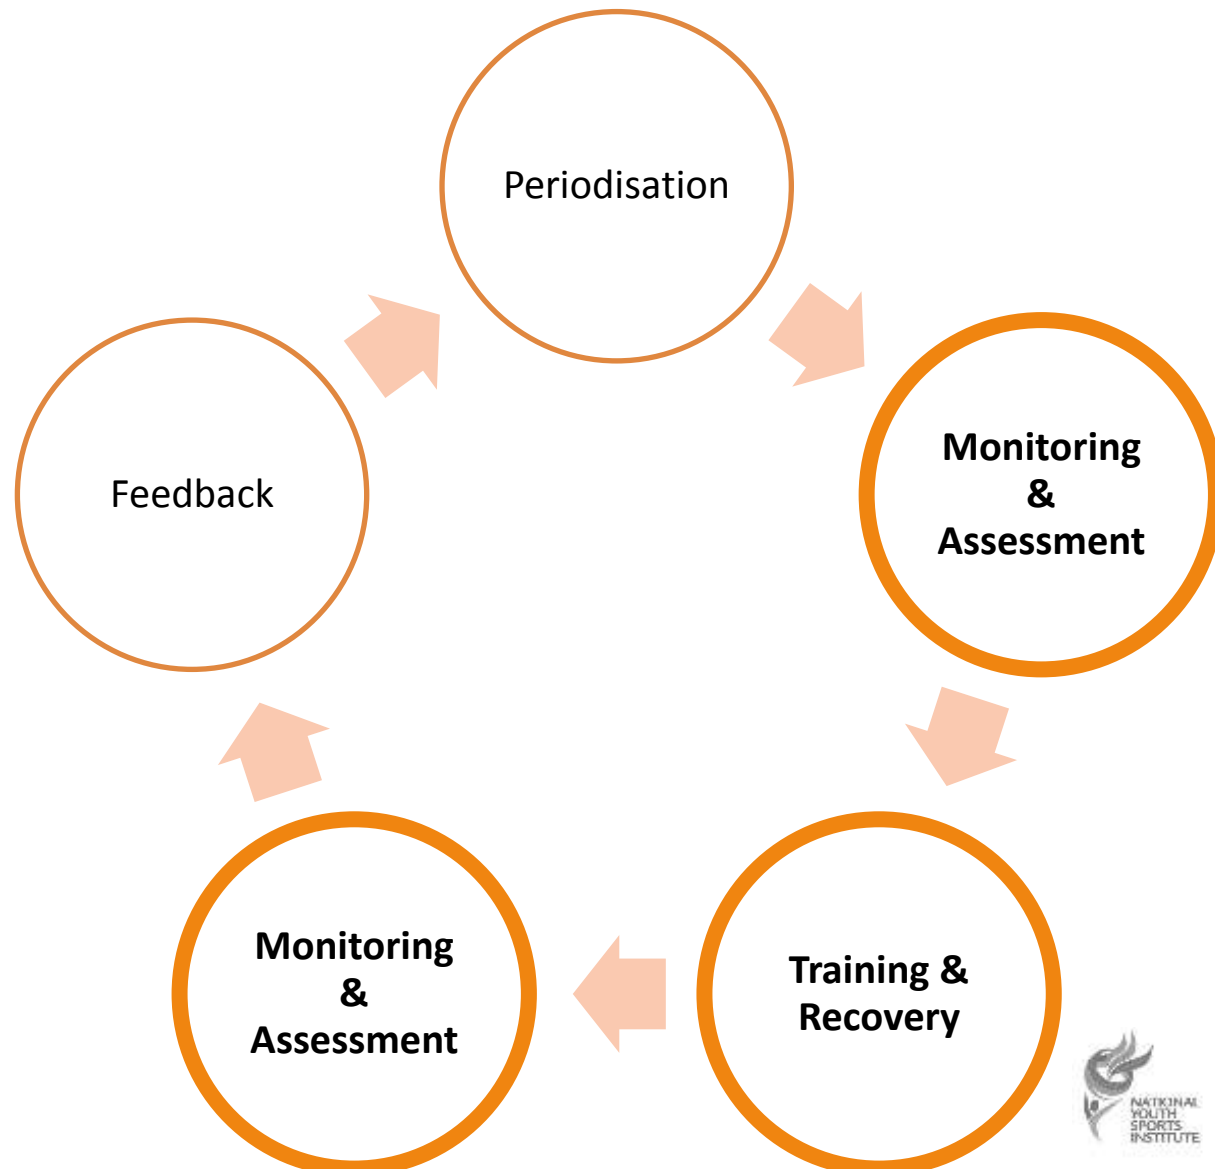 Periodisation
Monitoring
&
Assessment
Training &
Recovery
Monitoring
&
Assessment
Feedback
NATIONAL
YOUTH
SPORTS
INSTITUTE